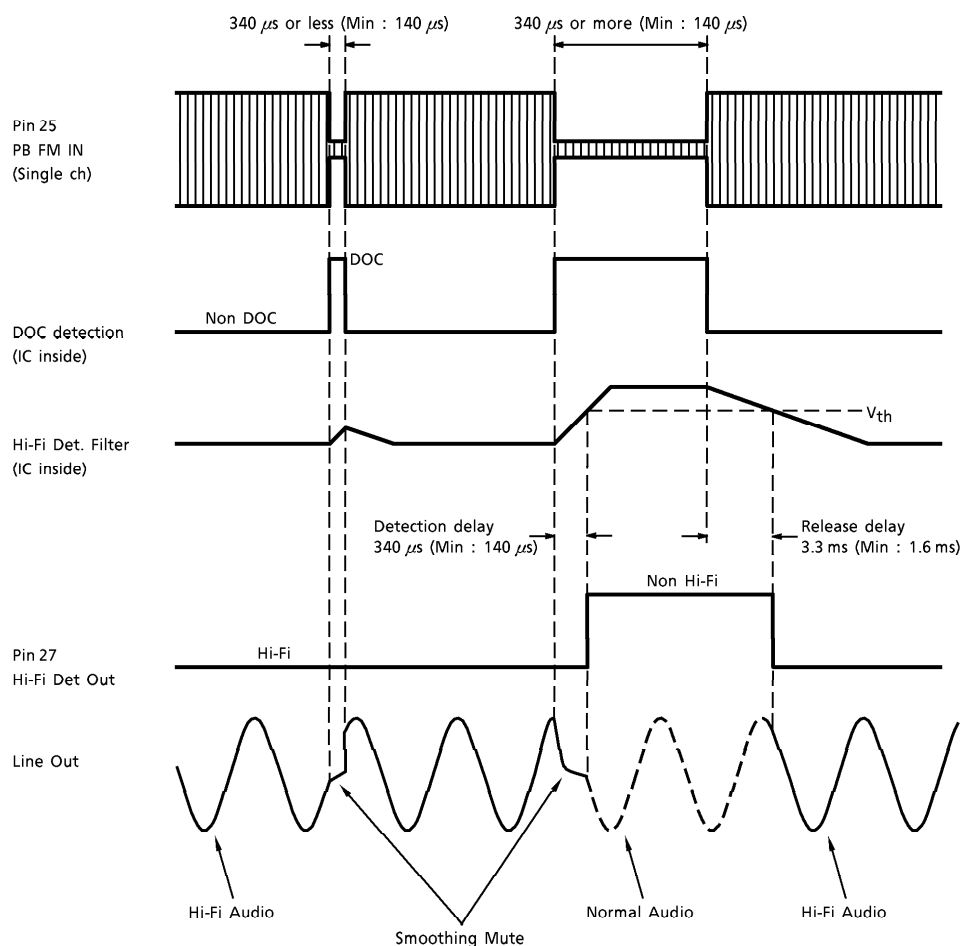 340 μs or less (Min : 140 μs)
340 μs or more (Min : 140 μs)
Pin 25
PB FM IN
(Single ch)
DOC
Non DOC
DOC detection
(IC inside)
Vth
Hi-Fi Det. Filter
(IC inside)
Detection delay
340 μs (Min : 140 μs)
Release delay
3.3 ms (Min : 1.6 ms)
Non Hi-Fi
Hi-Fi
Pin 27
Hi-Fi Det Out
Line Out
Hi-Fi Audio
Normal Audio
Hi-Fi Audio
Smoothing Mute